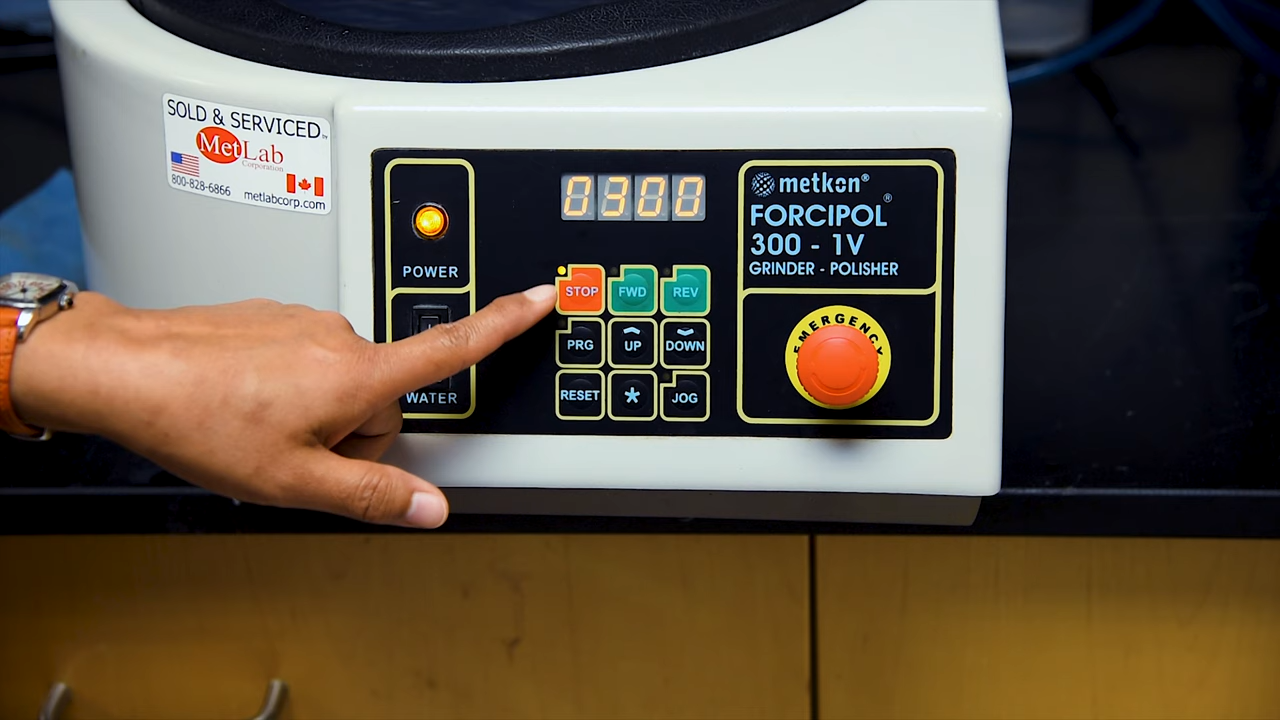 SOLD & SERVICED
MetLab
Corporation
800-828-6866
metlabcorp.com
POWER
WATER
0300
STOP
FWD
REV
PRG
UP
DOWN
RESET
*
JOG
metkon®
FORCIPOL®
300 - 1V
GRINDER - POLISHER
EMERGENCY